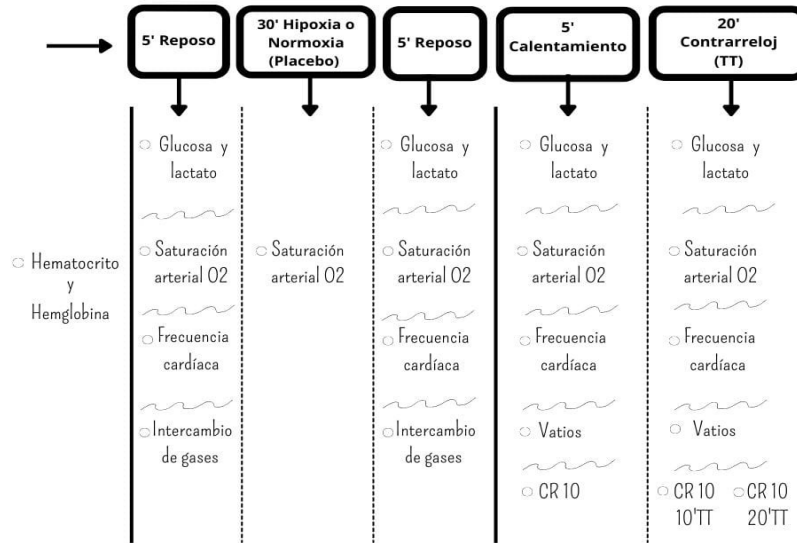 5' Reposo
30' Hipoxia o
Normoxia
(Placebo)
5' Reposo
5'
Calentamiento
20'
Contrarreloj
(TT)
Hematocrito
y
Hemglobina
Glucosa y
lactato
Saturación
arterial O2
Frecuencia
cardíaca
Intercambio
de gases
Saturación
arterial O2
Glucosa y
lactato
Saturación
arterial O2
Frecuencia
cardíaca
Intercambio
de gases
Glucosa y
lactato
Saturación
arterial O2
Frecuencia
cardíaca
Vatios
CR 10
Glucosa y
lactato
Saturación
arterial O2
Frecuencia
cardíaca
Vatios
CR 10
10'TT
CR 10
20'TT